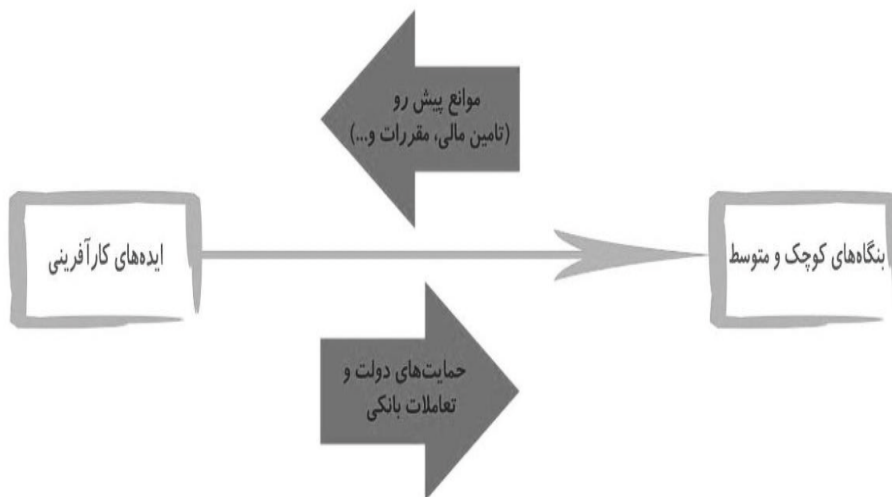 موانع پیش رو
(تامین مالی، مقررات و...)
بنگاه‌های کوچک و متوسط
ایده‌های کارآفرینی
حمایت‌های دولت و
تعاملات بانکی